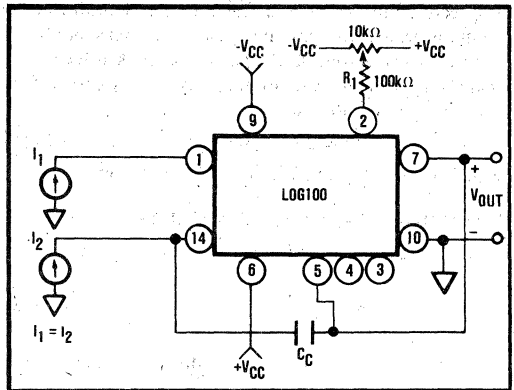 10kΩ
-VCC
-VCC
+VCC
R1
100kΩ
9
2
I1
1
7
+
LOG100
VOUT
I2
14
10
-
6
5
4
3
I1 = I2
CC
+VCC